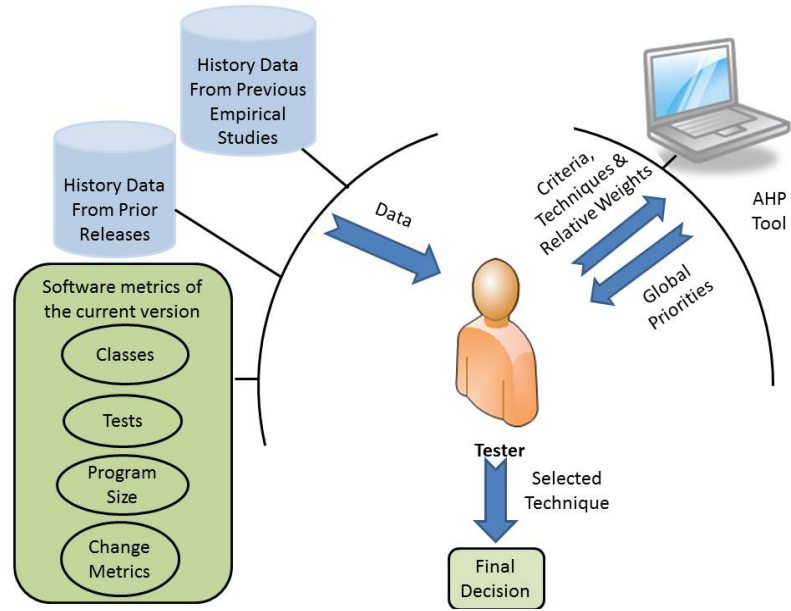 History Data
From Previous
Empirical
Studies
History Data
From Prior
Releases
Software metrics of
the current version
Classes
Tests
Program
Size
Change
Metrics
Data
Criteria,
Techniques &
Relative Weights
Global
Priorities
AHP
Tool
Tester
Selected
Technique
Final
Decision